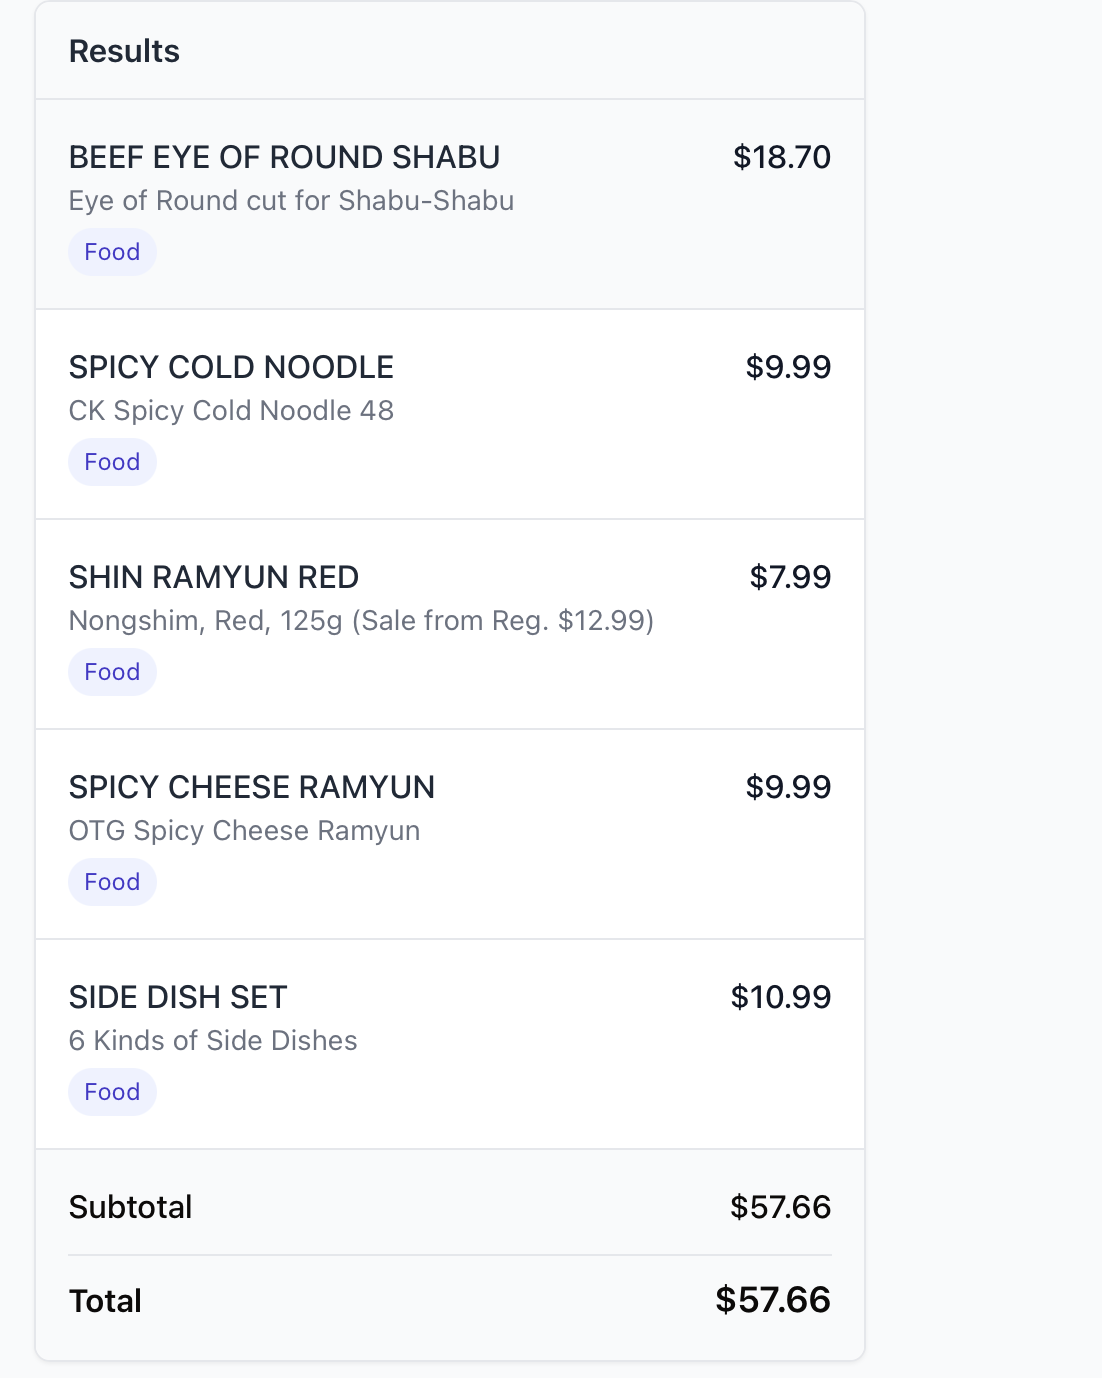 Results
BEEF EYE OF ROUND SHABU $18.70
Eye of Round cut for Shabu-Shabu
Food
SPICY COLD NOODLE $9.99
CK Spicy Cold Noodle 48
Food
SHIN RAMYUN RED $7.99
Nongshim, Red, 125g (Sale from Reg. $12.99)
Food
SPICY CHEESE RAMYUN $9.99
OTG Spicy Cheese Ramyun
Food
SIDE DISH SET $10.99
6 Kinds of Side Dishes
Food
Subtotal $57.66
Total $57.66